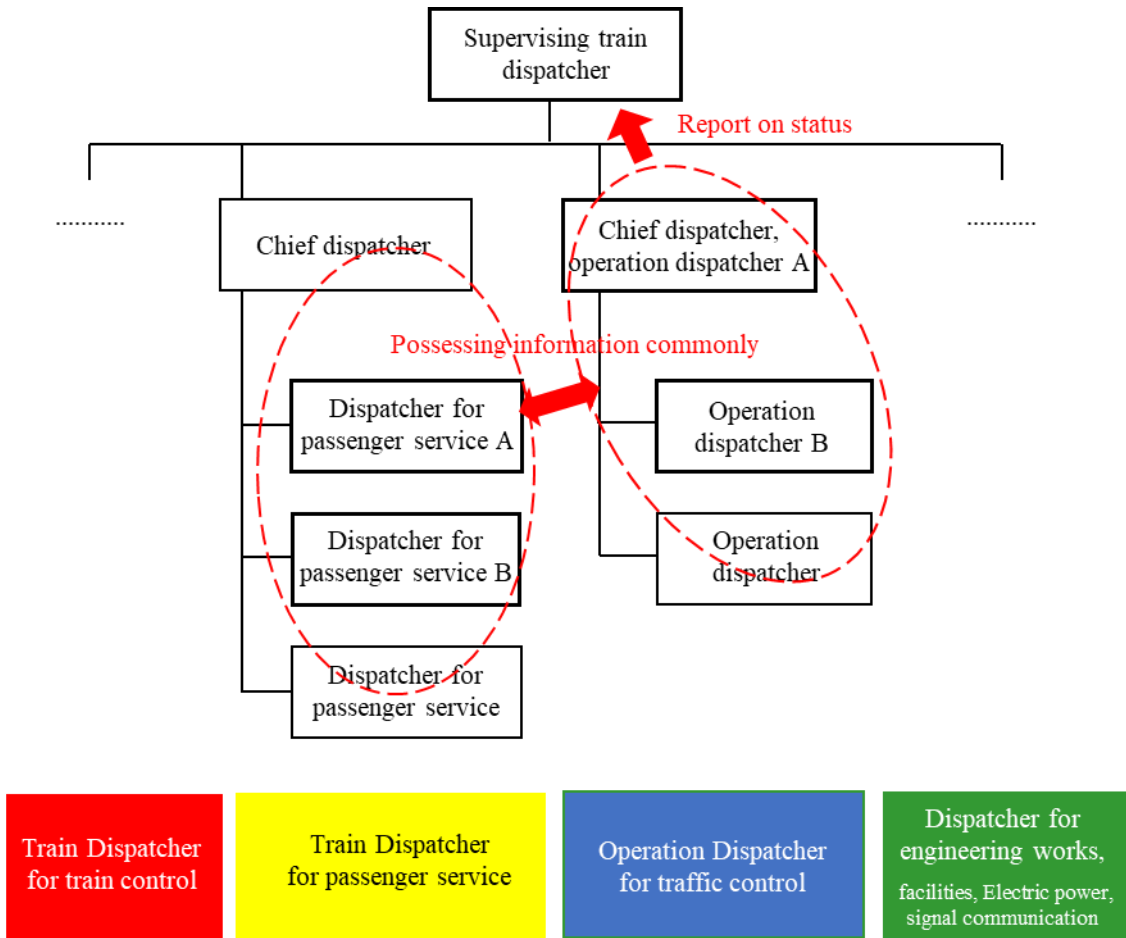 Supervising train
dispatcher
Report on status
............
............
Chief dispatcher
Chief dispatcher,
operation dispatcher A
Possessing information commonly
Dispatcher for
passenger service A
Operation
dispatcher B
Dispatcher for
passenger service B
Operation
dispatcher
Dispatcher for
passenger service
Train Dispatcher
for train control
Train Dispatcher
for passenger service
Operation Dispatcher
for traffic control
Dispatcher for
engineering works,
facilities, Electric power,
signal communication